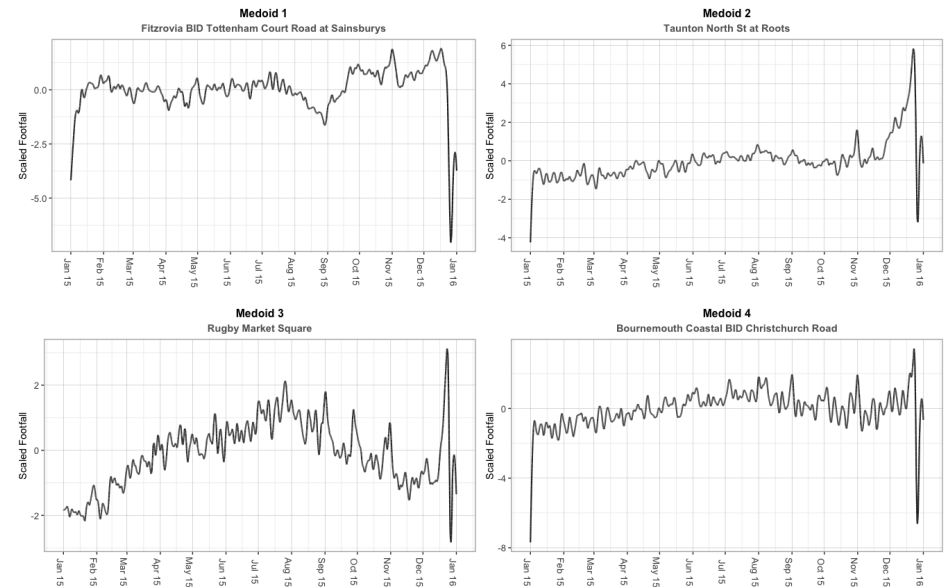 Medoid 1
Fitzrovia BID Tottenham Court Road at Sainsburys
Scaled Footfall
0.0
-2.5
-5.0
Jan 15
Feb 15
Mar 15
Apr 15
May 15
Jun 15
Jul 15
Aug 15
Sep 15
Oct 15
Nov 15
Dec 15
Jan 16
Medoid 2
Taunton North St at Roots
Scaled Footfall
6
4
2
0
-2
-4
Jan 15
Feb 15
Mar 15
Apr 15
May 15
Jun 15
Jul 15
Aug 15
Sep 15
Oct 15
Nov 15
Dec 15
Jan 16
Medoid 3
Rugby Market Square
Scaled Footfall
2
0
-2
Jan 15
Feb 15
Mar 15
Apr 15
May 15
Jun 15
Jul 15
Aug 15
Sep 15
Oct 15
Nov 15
Dec 15
Jan 16
Medoid 4
Bournemouth Coastal BID Christchurch Road
Scaled Footfall
0
-4
-8
Jan 15
Feb 15
Mar 15
Apr 15
May 15
Jun 15
Jul 15
Aug 15
Sep 15
Oct 15
Nov 15
Dec 15
Jan 16